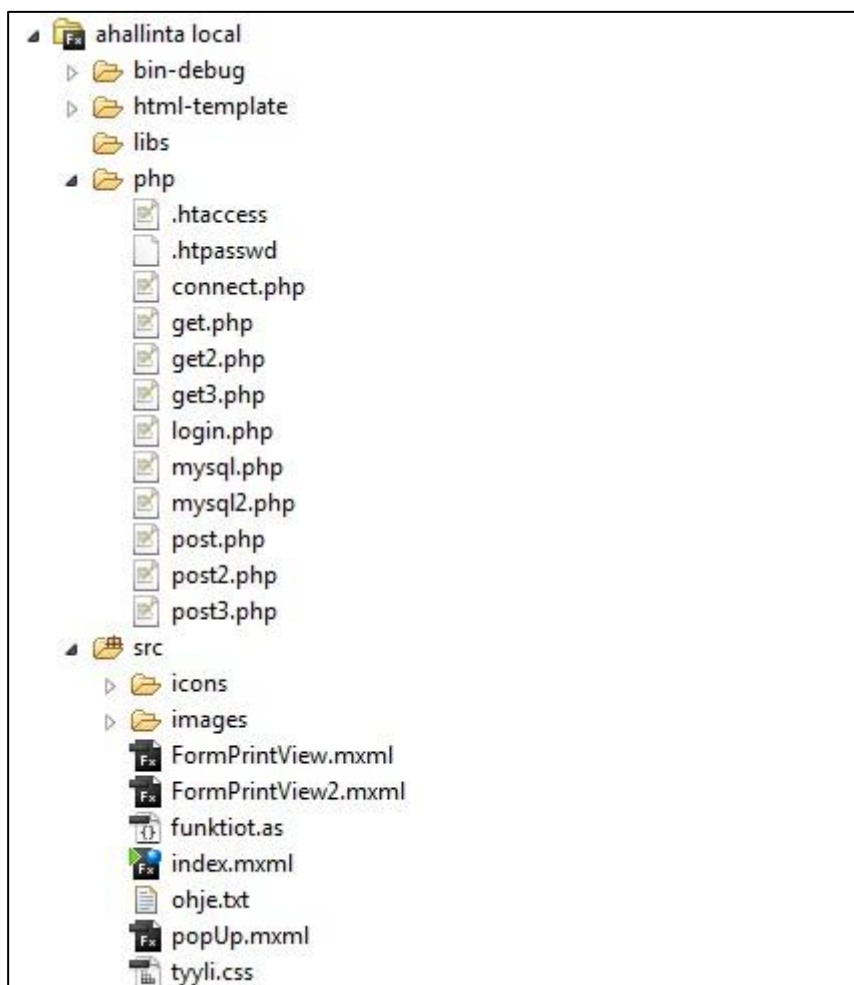 ahallinta local
bin-debug
html-template
libs
php
.htaccess
.htpasswd
connect.php
get.php
get2.php
get3.php
login.php
mysql.php
mysql2.php
post.php
post2.php
post3.php
src
icons
images
FormPrintView.mxml
FormPrintView2.mxml
funktiot.as
index.mxml
ohje.txt
popUp.mxml
tyyli.css